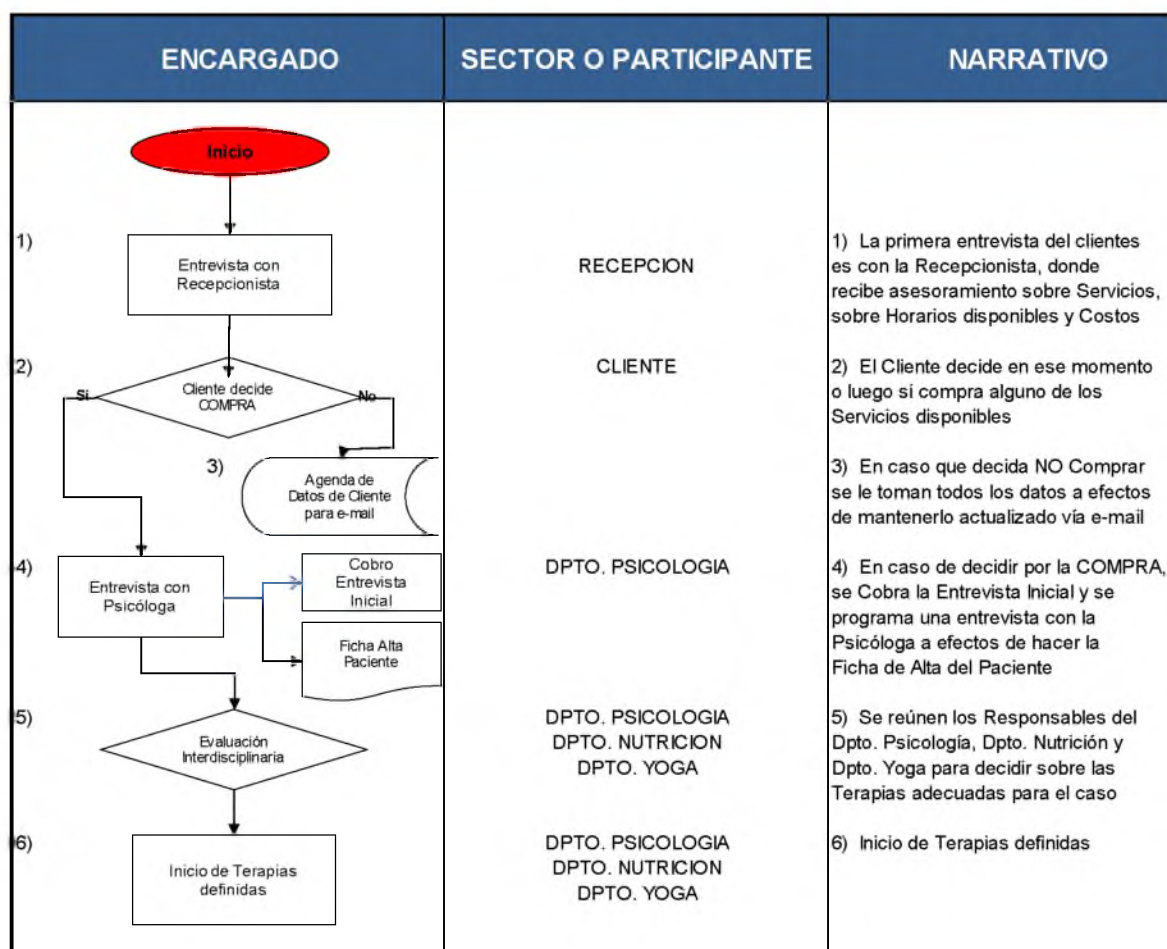 ENCARGADO
SECTOR O PARTICIPANTE
NARRATIVO
Inicio
1)
Entrevista con
Recepcionista
RECEPCION
1) La primera entrevista del clientes
es con la Recepcionista, donde
recibe asesoramiento sobre Servicios,
sobre Horarios disponibles y Costos
2)
Si
Cliente decide
COMPRA
No
CLIENTE
2) El Cliente decide en ese momento
o luego si compra alguno de los
Servicios disponibles
3)
Agenda de
Datos de Cliente
para e-mail
3) En caso que decida NO Comprar
se le toman todos los datos a efectos
de mantenerlo actualizado vía e-mail
4)
Entrevista con
Psicóloga
Cobro
Entrevista
Inicial
Ficha Alta
Paciente
DPTO. PSICOLOGIA
4) En caso de decidir por la COMPRA,
se Cobra la Entrevista Inicial y se
programa una entrevista con la
Psicóloga a efectos de hacer la
Ficha de Alta del Paciente
5)
Evaluación
Interdisciplinaria
DPTO. PSICOLOGIA
DPTO. NUTRICION
DPTO. YOGA
5) Se reúnen los Responsables del
Dpto. Psicología, Dpto. Nutrición y
Dpto. Yoga para decidir sobre las
Terapias adecuadas para el caso
6)
Inicio de Terapias
definidas
DPTO. PSICOLOGIA
DPTO. NUTRICION
DPTO. YOGA
6) Inicio de Terapias definidas